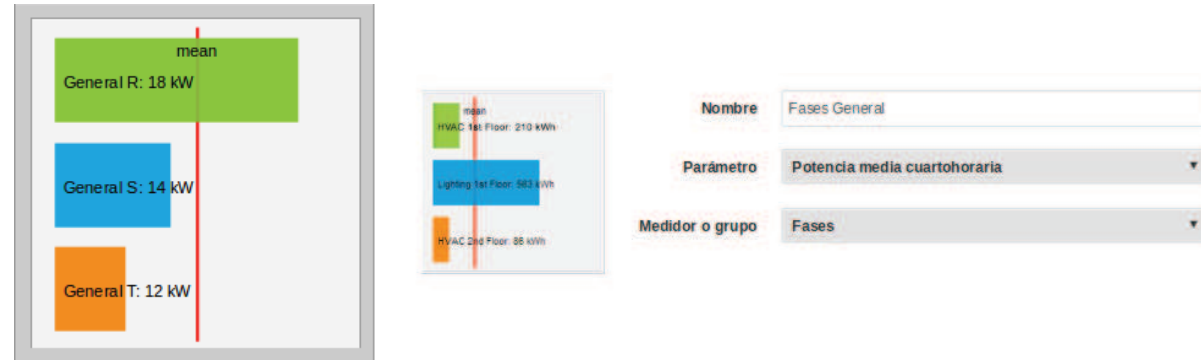 mean
General R: 18 kW
General S: 14 kW
General T: 12 kW
mean
HVAC 1st Floor: 210 kWh
Lighting 1st Floor: 563 kWh
HVAC 2nd Floor: 86 kWh
Nombre Fases General
Parámetro Potencia media cuartohoraria
Medidor o grupo Fases